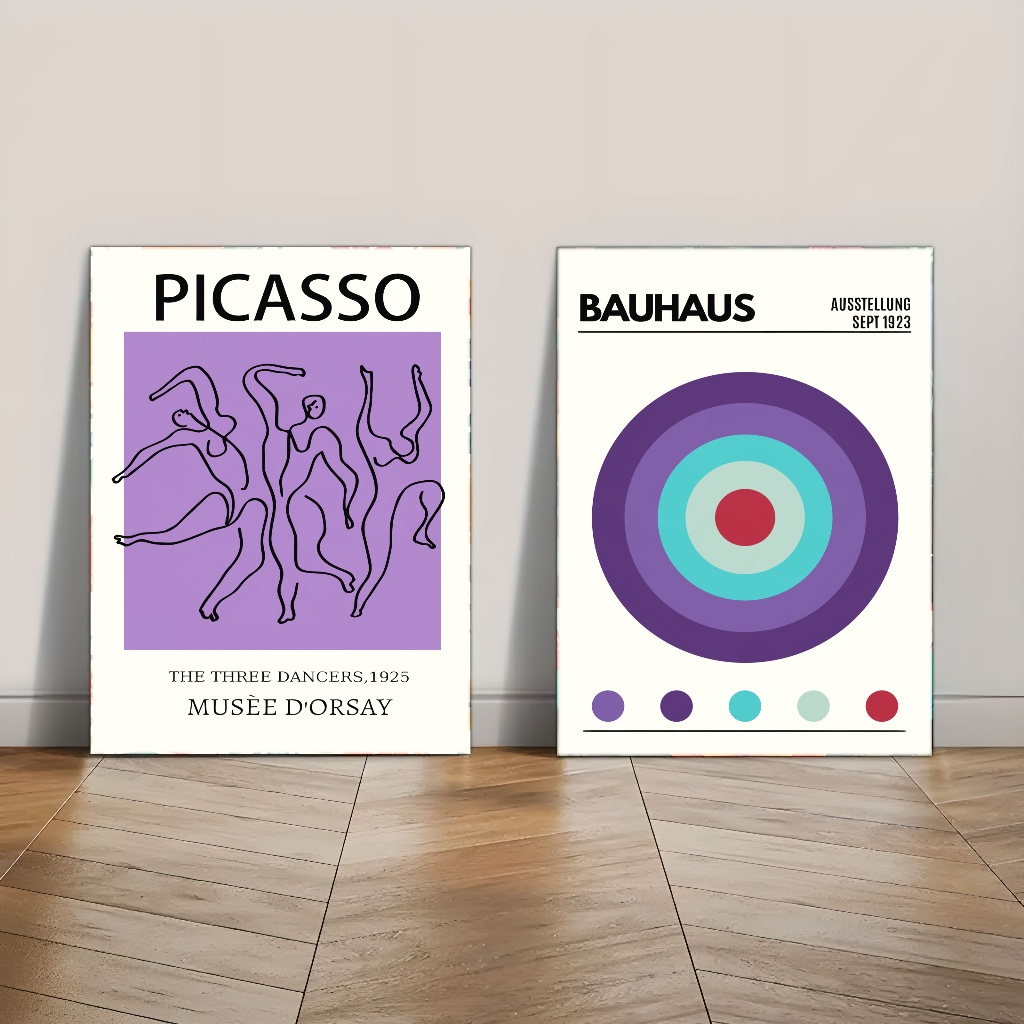 PICASSO
THE THREE DANCERS,1925
MUSÈE D'ORSAY
BAUHAUS
AUSSTELLUNG
SEPT 1923